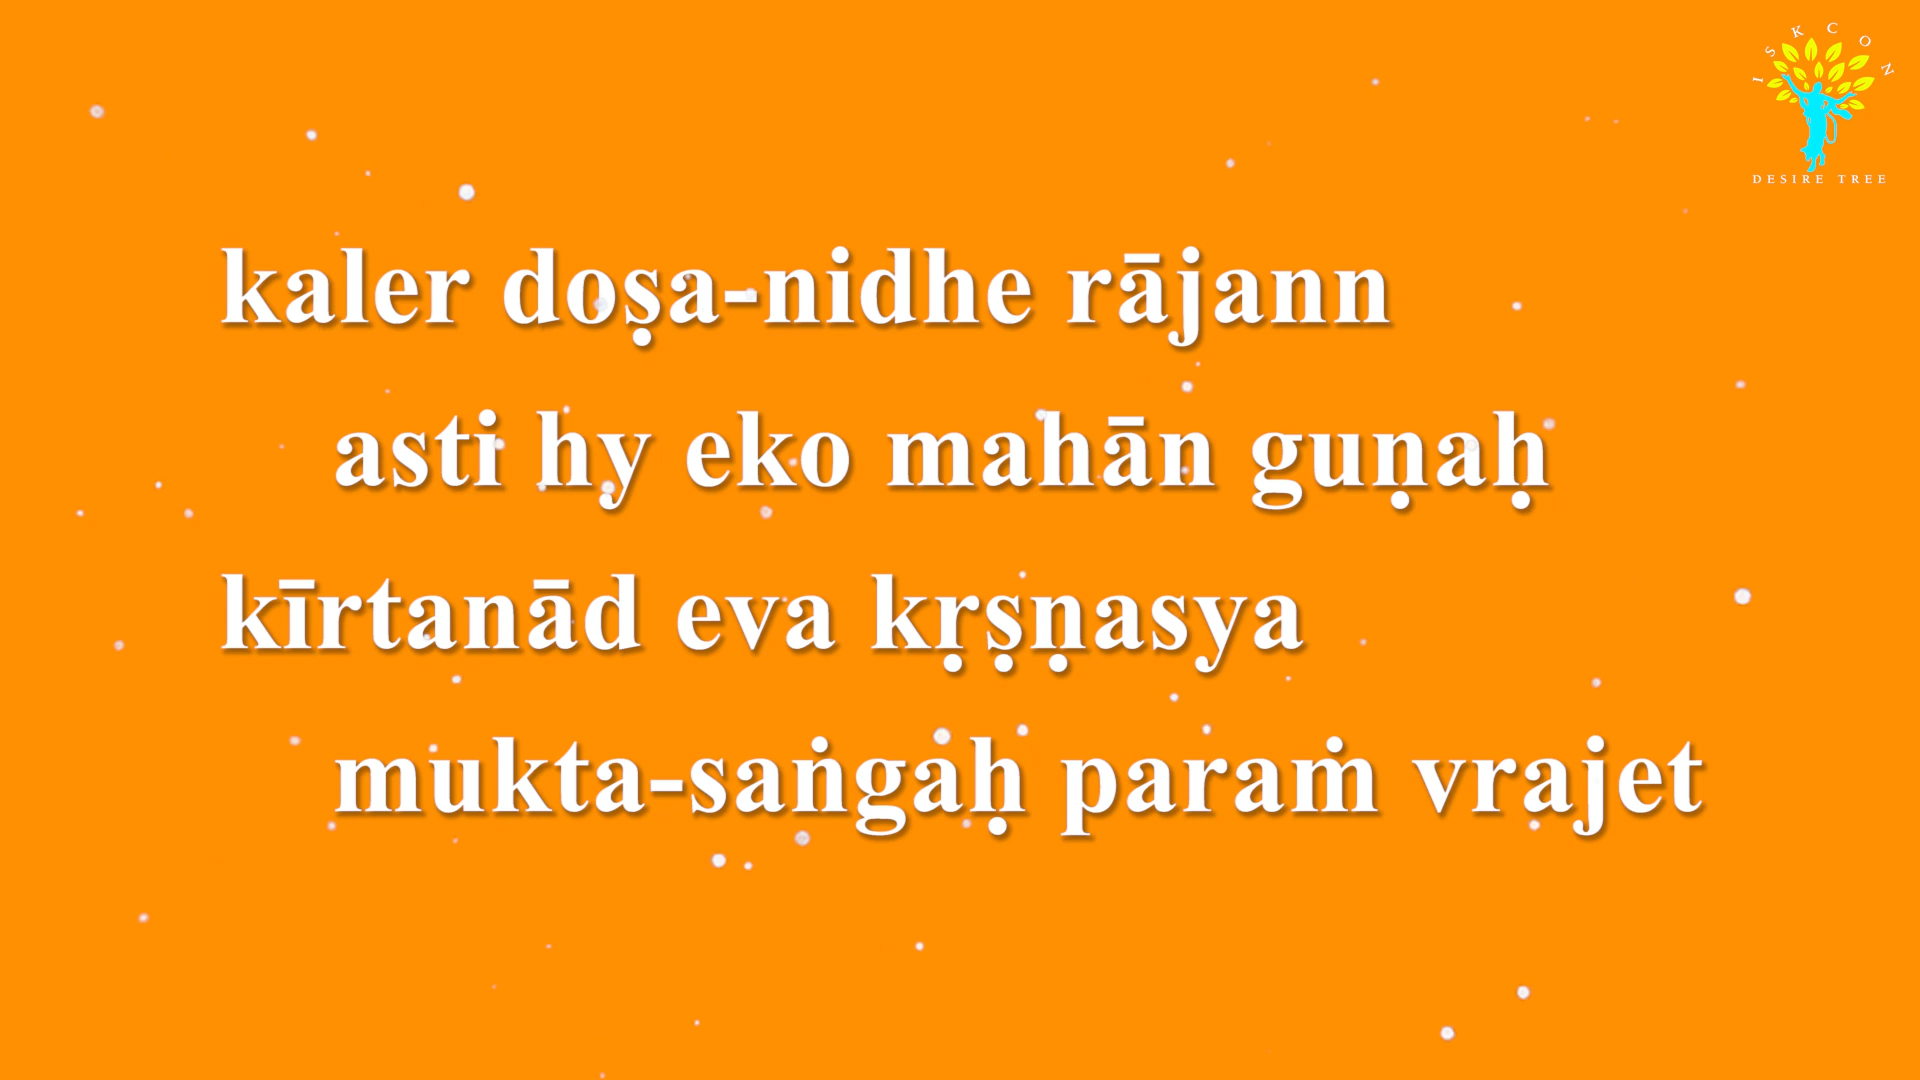 ISKCON
DESIRE TREE
kaler doṣa-nidhe rājann
asti hy eko mahān guṇaḥ
kīrtanād eva kṛṣṇasya
mukta-saṅgaḥ paraṁ vrajet